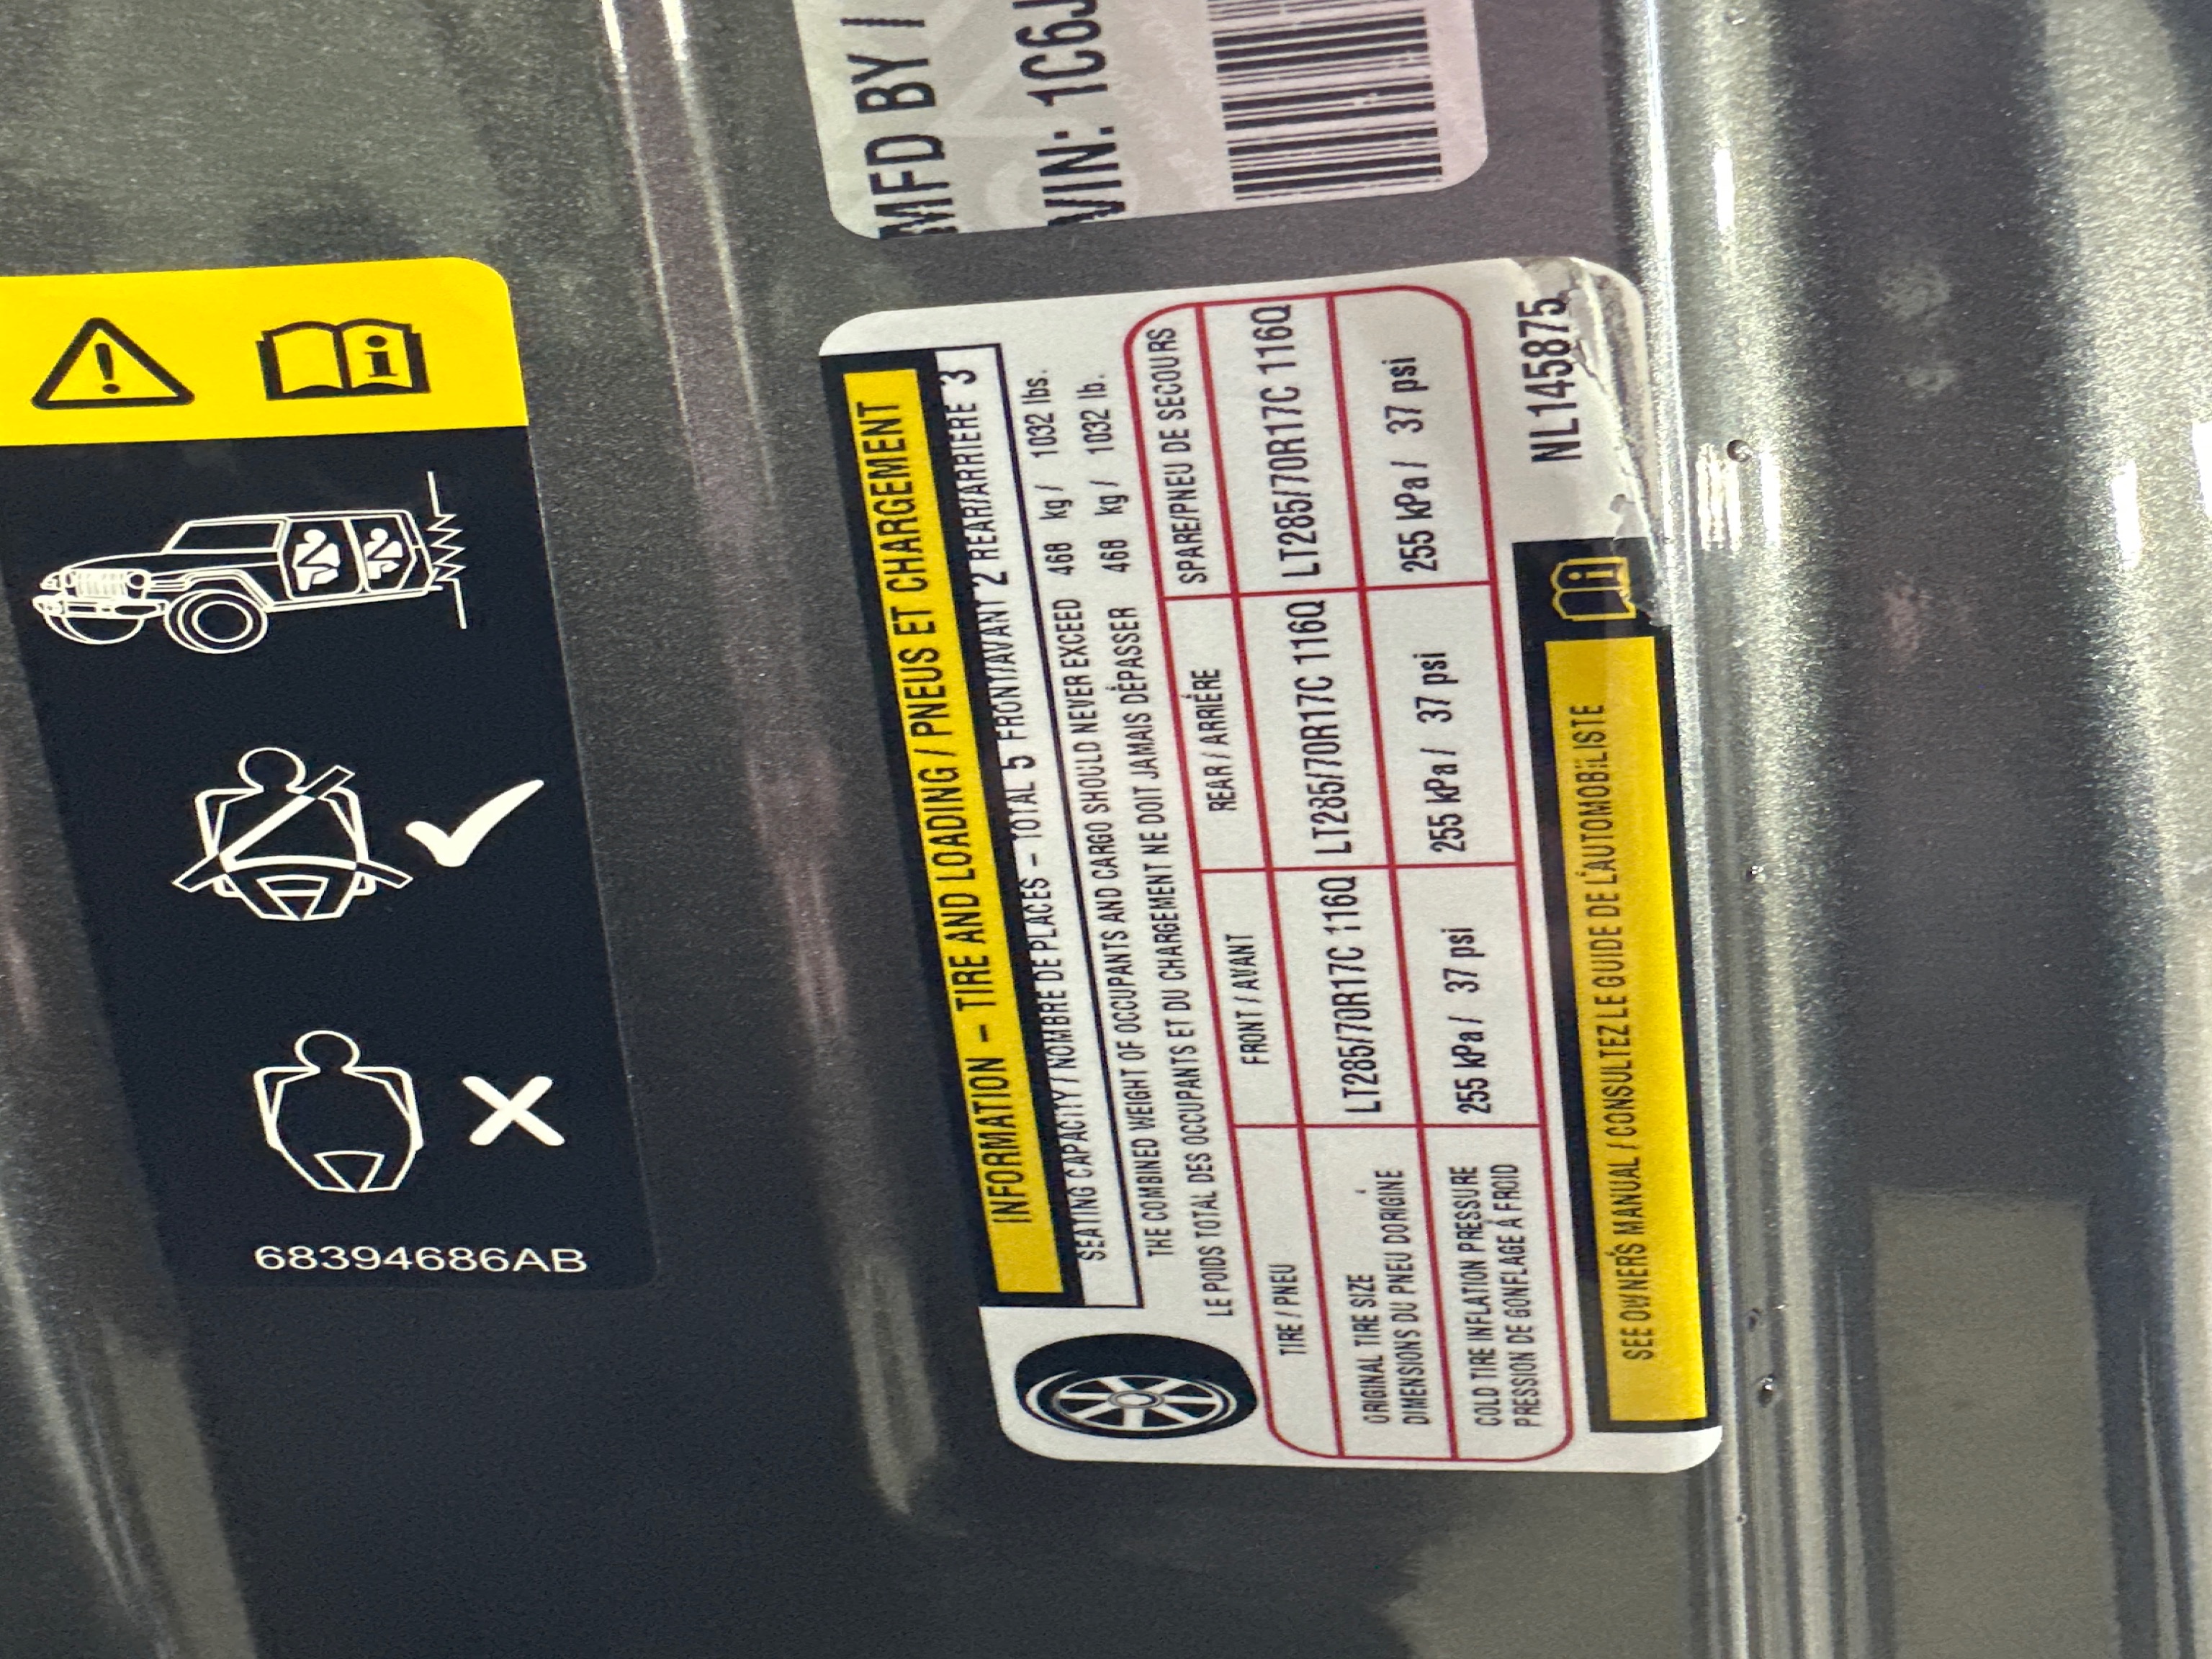 MFD BY
VIN: 1C6J
68394686AB
INFORMATION – TIRE AND LOADING / PNEUS ET CHARGEMENT
SEATING CAPACITY / NOMBRE DE PLACES – TOTAL 5 FRONT/AVANT 2 REAR/ARRIÈRE 3
THE COMBINED WEIGHT OF OCCUPANTS AND CARGO SHOULD NEVER EXCEED 468 kg / 1032 lbs.
LE POIDS TOTAL DES OCCUPANTS ET DU CHARGEMENT NE DOIT JAMAIS DÉPASSER 468 kg / 1032 lb.
TIRE / PNEU FRONT / AVANT REAR / ARRIÉRE SPARE/PNEU DE SECOURS
ORIGINAL TIRE SIZE
DIMENSIONS DU PNEU D'ORIGINE
LT285/70R17C 116Q LT285/70R17C 116Q LT285/70R17C 116Q
COLD TIRE INFLATION PRESSURE
PRESSION DE GONFLAGE À FROID
255 kPa / 37 psi 255 kPa / 37 psi 255 kPa / 37 psi
SEE OWNER'S MANUAL / CONSULTEZ LE GUIDE DE L'AUTOMOBILISTE
NL145875